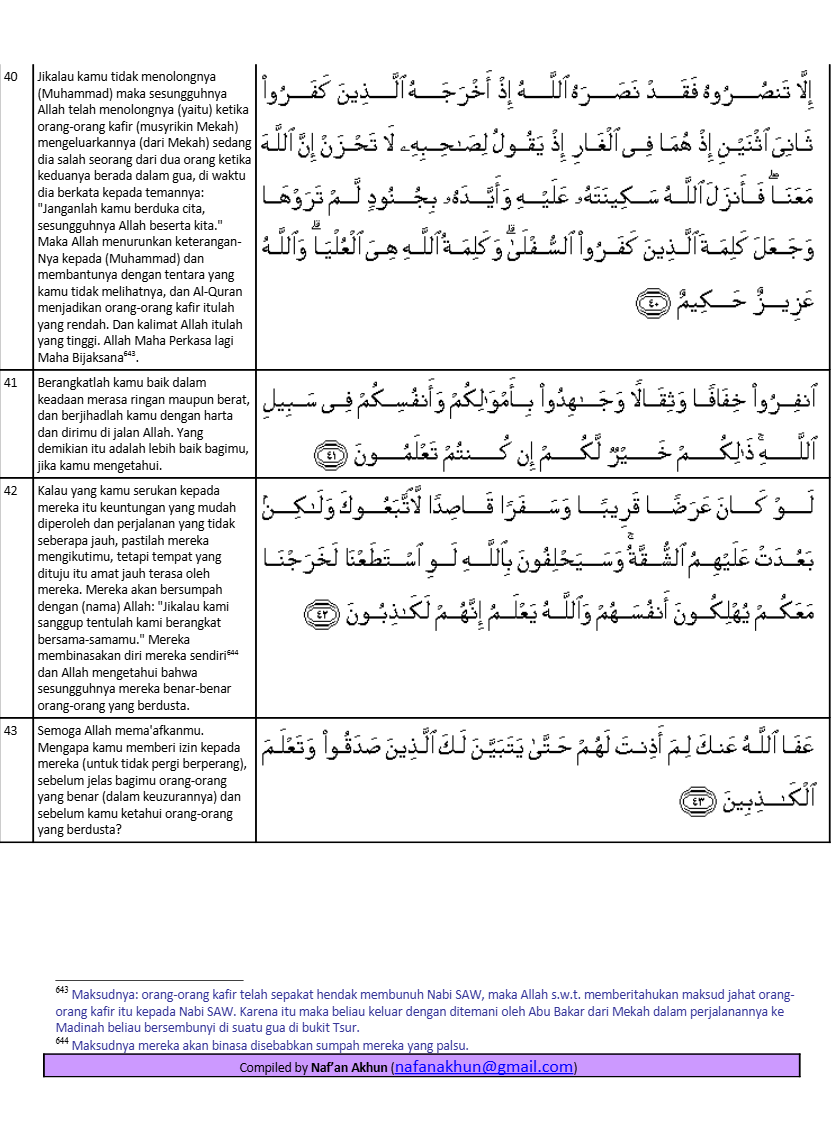 40
Jikalau kamu tidak menolongnya
(Muhammad) maka sesungguhnya
Allah telah menolongnya (yaitu) ketika
orang-orang kafir (musyrikin Mekah)
mengeluarkannya (dari Mekah) sedang
dia salah seorang dari dua orang ketika
keduanya berada dalam gua, di waktu
dia berkata kepada temannya:
"Janganlah kamu berduka cita,
sesungguhnya Allah beserta kita."
Maka Allah menurunkan keterangan-
Nya kepada (Muhammad) dan
membantunya dengan tentara yang
kamu tidak melihatnya, dan Al-Quran
menjadikan orang-orang kafir itulah
yang rendah. Dan kalimat Allah itulah
yang tinggi. Allah Maha Perkasa lagi
Maha Bijaksana⁶⁴³.
إِلَّا تَنصُرُوهُ فَقَدْ نَصَرَهُ ٱللَّهُ إِذْ أَخْرَجَهُ ٱلَّذِينَ كَفَرُوا۟
ثَانِىَ ٱثْنَيْنِ إِذْ هُمَا فِى ٱلْغَارِ إِذْ يَقُولُ لِصَـٰحِبِهِۦ لَا تَحْزَنْ إِنَّ ٱللَّهَ
مَعَنَا ۖ فَأَنزَلَ ٱللَّهُ سَكِينَتَهُۥ عَلَيْهِ وَأَيَّدَهُۥ بِجُنُودٍ لَّمْ تَرَوْهَا
وَجَعَلَ كَلِمَةَ ٱلَّذِينَ كَفَرُوا۟ ٱلسُّفْلَىٰ ۗ وَكَلِمَةُ ٱللَّهِ هِىَ ٱلْعُلْيَا ۗ وَٱللَّهُ
عَزِيزٌ حَكِيمٌ ٤٠
41
Berangkatlah kamu baik dalam
keadaan merasa ringan maupun berat,
dan berjihadlah kamu dengan harta
dan dirimu di jalan Allah. Yang
demikian itu adalah lebih baik bagimu,
jika kamu mengetahui.
ٱنفِرُوا۟ خِفَافًا وَثِقَالًا وَجَـٰهِدُوا۟ بِأَمْوَٰلِكُمْ وَأَنفُسِكُمْ فِى سَبِيلِ
ٱللَّهِ ۚ ذَٰلِكُمْ خَيْرٌ لَّكُمْ إِن كُنتُمْ تَعْلَمُونَ ٤١
42
Kalau yang kamu serukan kepada
mereka itu keuntungan yang mudah
diperoleh dan perjalanan yang tidak
seberapa jauh, pastilah mereka
mengikutimu, tetapi tempat yang
dituju itu amat jauh terasa oleh
mereka. Mereka akan bersumpah
dengan (nama) Allah: "Jikalau kami
sanggup tentulah kami berangkat
bersama-samamu." Mereka
membinasakan diri mereka sendiri⁶⁴⁴
dan Allah mengetahui bahwa
sesungguhnya mereka benar-benar
orang-orang yang berdusta.
لَوْ كَانَ عَرَضًا قَرِيبًا وَسَفَرًا قَاصِدًا لَّٱتَّبَعُوكَ وَلَـٰكِنۢ
بَعُدَتْ عَلَيْهِمُ ٱلشُّقَّةُ ۚ وَسَيَحْلِفُونَ بِٱللَّهِ لَوِ ٱسْتَطَعْنَا لَخَرَجْنَا
مَعَكُمْ يُهْلِكُونَ أَنفُسَهُمْ وَٱللَّهُ يَعْلَمُ إِنَّهُمْ لَكَـٰذِبُونَ ٤٢
43
Semoga Allah mema'afkanmu.
Mengapa kamu memberi izin kepada
mereka (untuk tidak pergi berperang),
sebelum jelas bagimu orang-orang
yang benar (dalam keuzurannya) dan
sebelum kamu ketahui orang-orang
yang berdusta?
عَفَا ٱللَّهُ عَنكَ لِمَ أَذِنتَ لَهُمْ حَتَّىٰ يَتَبَيَّنَ لَكَ ٱلَّذِينَ صَدَقُوا۟ وَتَعْلَمَ
ٱلْكَـٰذِبِينَ ٤٣
⁶⁴³ Maksudnya: orang-orang kafir telah sepakat hendak membunuh Nabi SAW, maka Allah s.w.t. memberitahukan maksud jahat orang-
orang kafir itu kepada Nabi SAW. Karena itu maka beliau keluar dengan ditemani oleh Abu Bakar dari Mekah dalam perjalanannya ke
Madinah beliau bersembunyi di suatu gua di bukit Tsur.
⁶⁴⁴ Maksudnya mereka akan binasa disebabkan sumpah mereka yang palsu.
Compiled by Naf'an Akhun (nafanakhun@gmail.com)